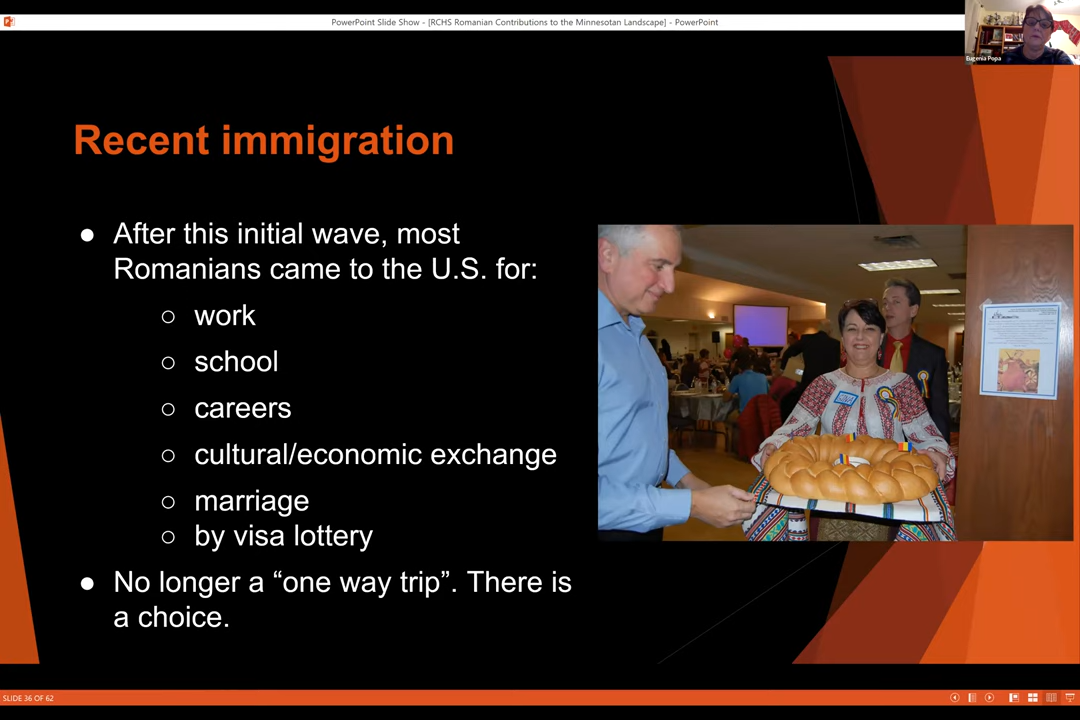 PowerPoint Slide Show - [RCHS Romanian Contributions to the Minnesotan Landscape] - PowerPoint
Eugenia Popa
Recent immigration
● After this initial wave, most
Romanians came to the U.S. for:
○ work
○ school
○ careers
○ cultural/economic exchange
○ marriage
○ by visa lottery
● No longer a “one way trip”. There is
a choice.
SLIDE 36 OF 62